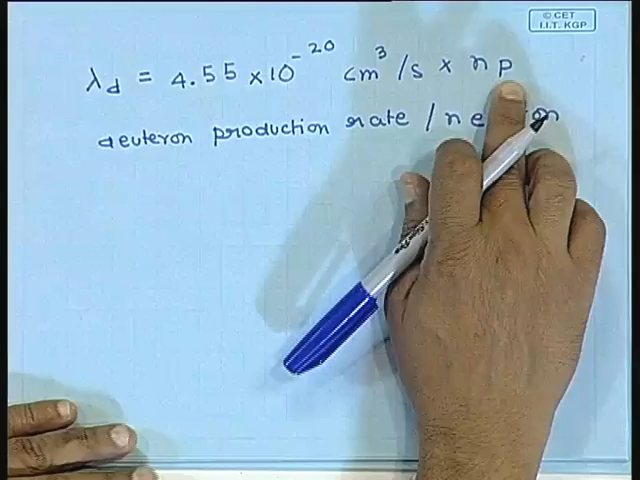 © CET
I.I.T. KGP
λd = 4.55 × 10⁻²⁰ cm³/s × np
deuteron production rate /